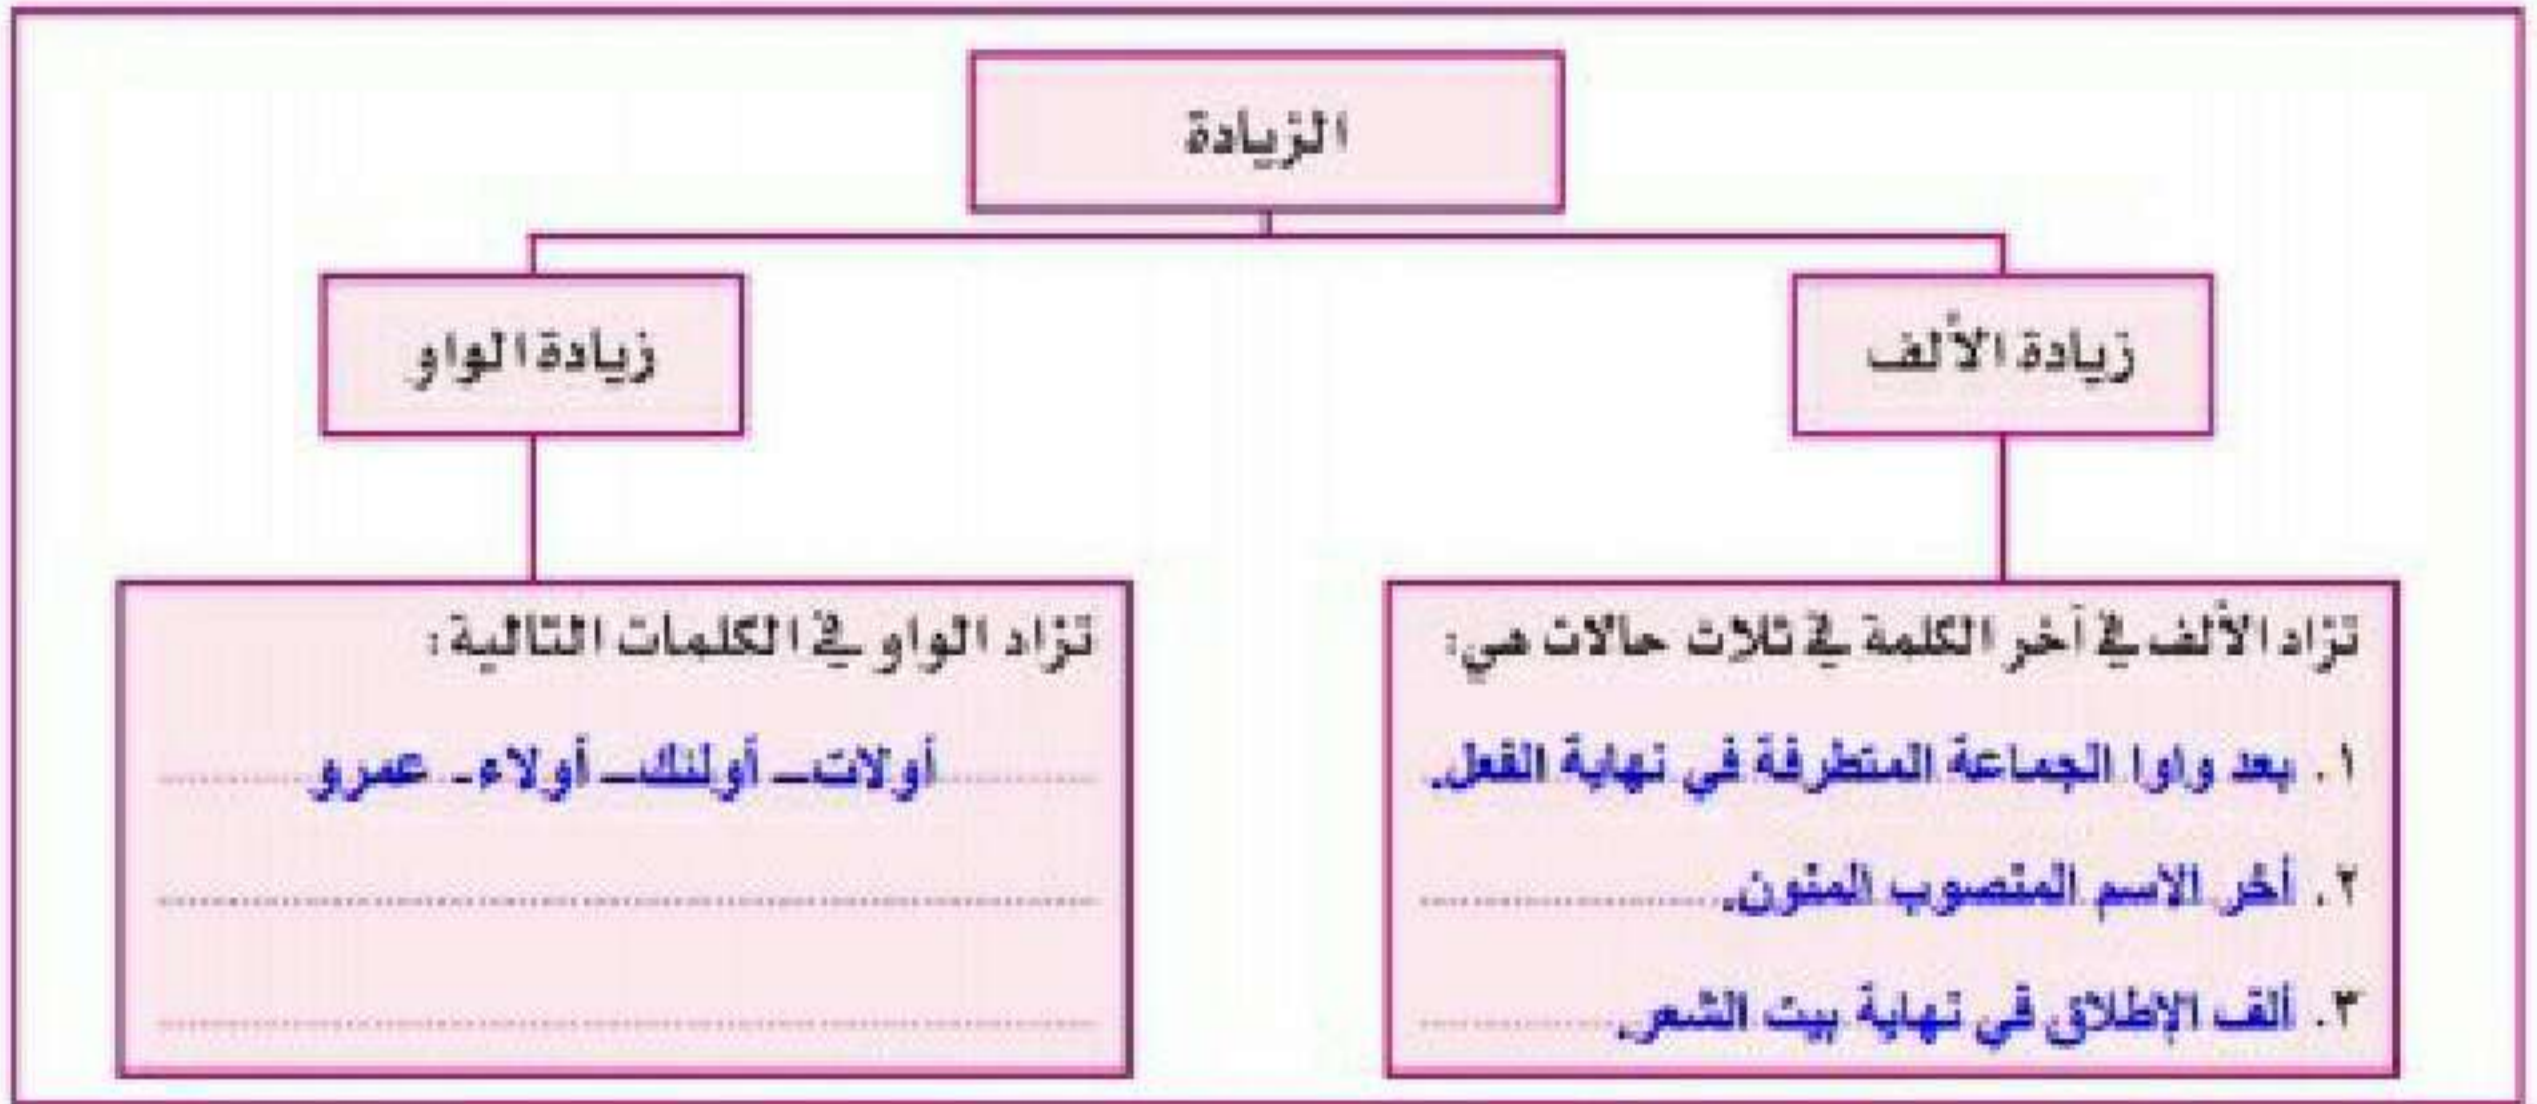 الزيادة
زيادة الألف
زيادة الواو
تزاد الألف في آخر الكلمة في ثلاث حالات هي:
١. بعد واوا الجماعة المتطرفة في نهاية الفعل.
٢. أخر الاسم المنصوب المنون.
٣. ألف الإطلاق في نهاية بيت الشعر.
تزاد الواو في الكلمات التالية:
أولات – أولئك – أولاء - عمرو